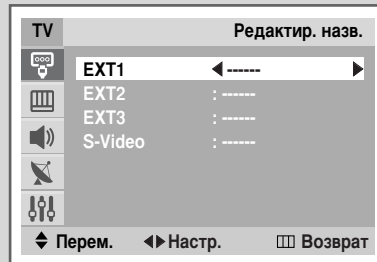 TV Редактир. назв.
EXT1 ◀ ------ ▶
EXT2 : ------
EXT3 : ------
S-Video : ------
▲▼ Перем. ◀▶ Настр. Возврат